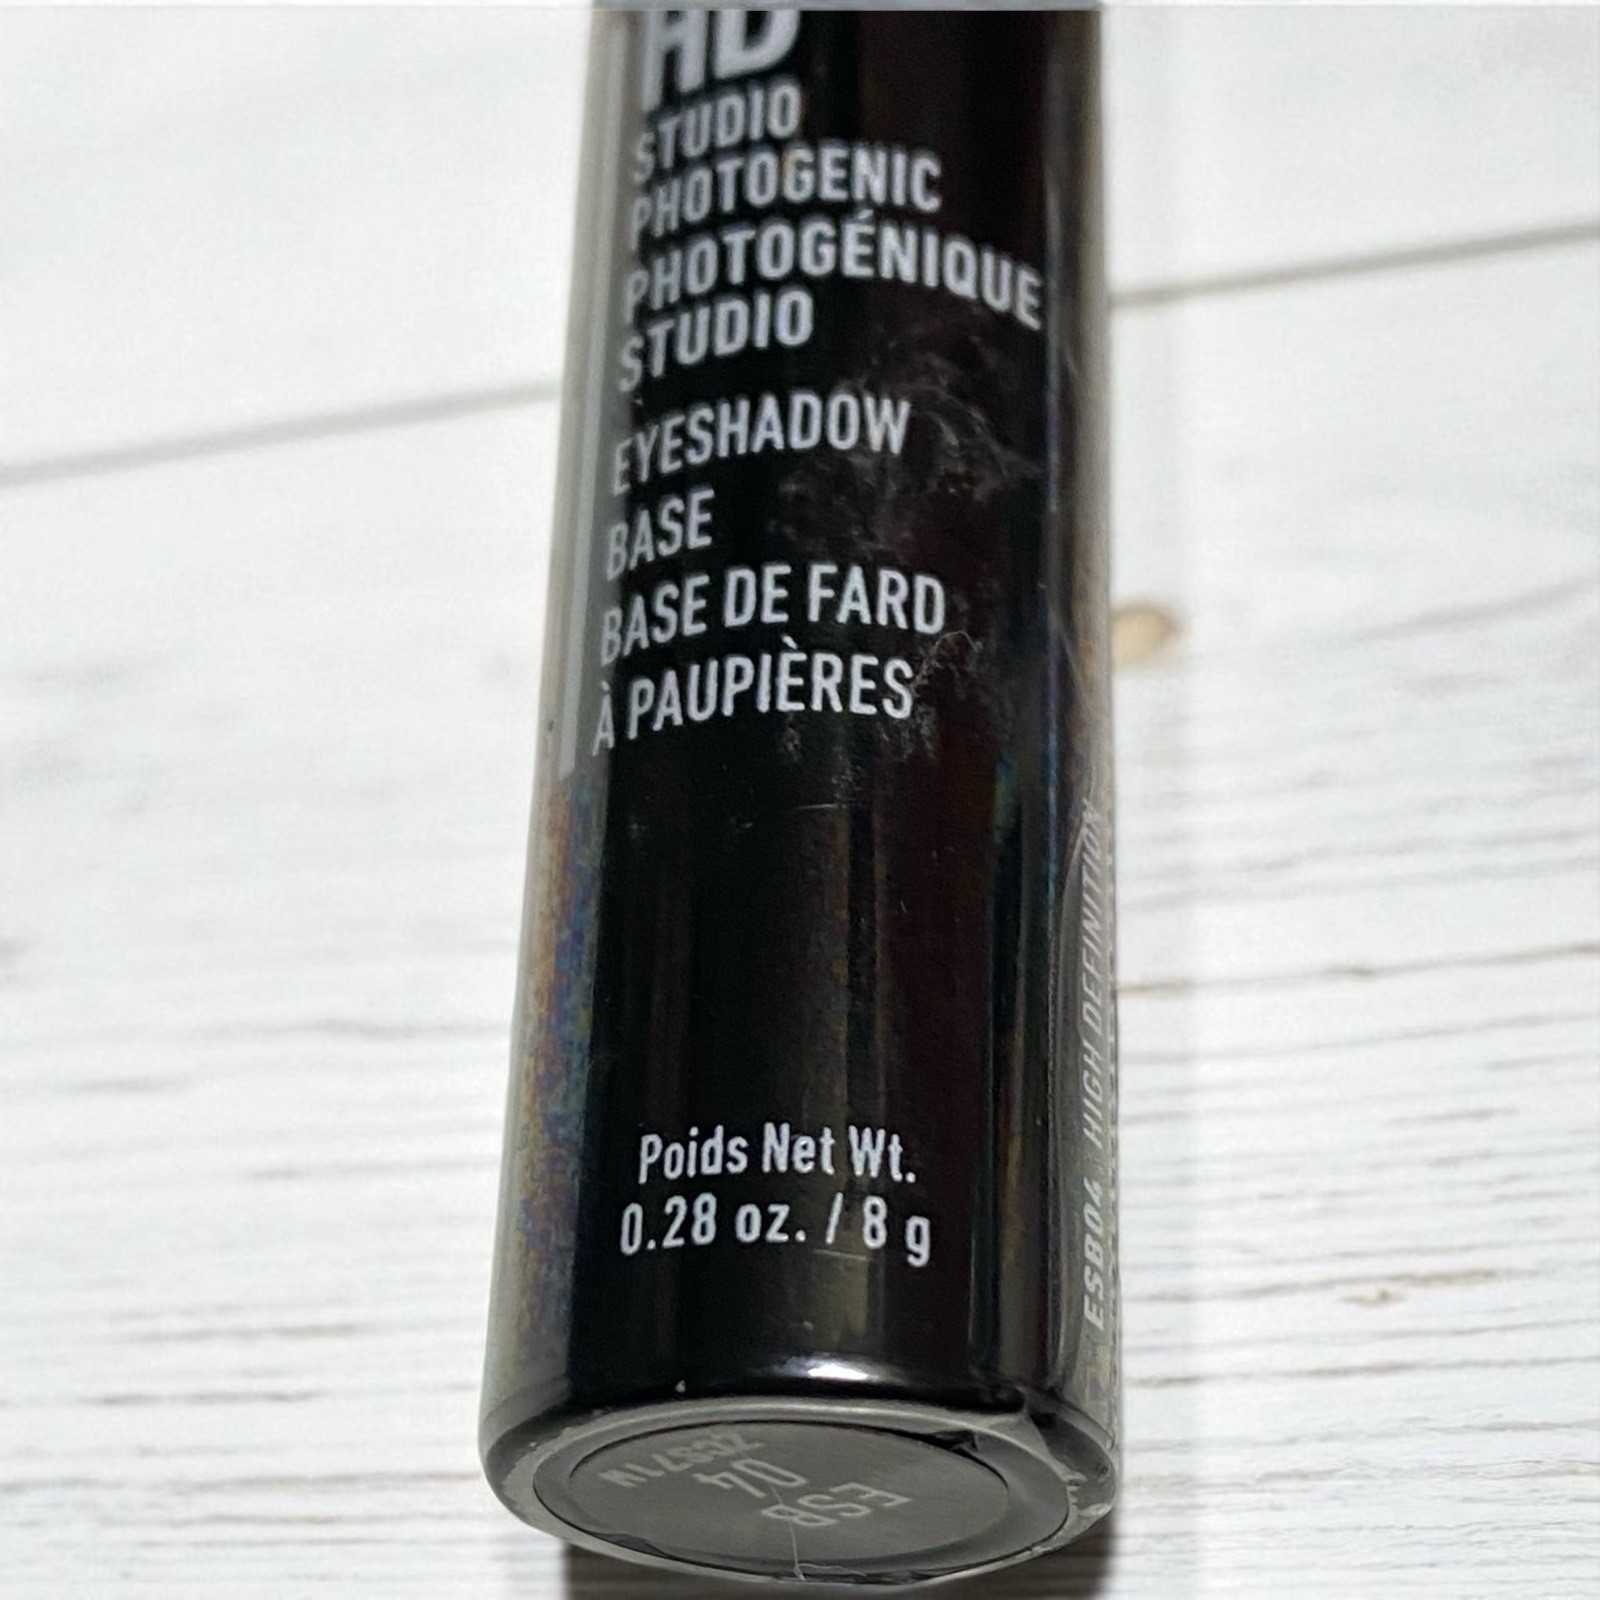 HD
STUDIO
PHOTOGENIC
PHOTOGÉNIQUE
STUDIO
EYESHADOW
BASE
BASE DE FARD
À PAUPIÈRES
Poids Net Wt.
0.28 oz. / 8 g
ESB04 HIGH DEFINITION
ESB
04